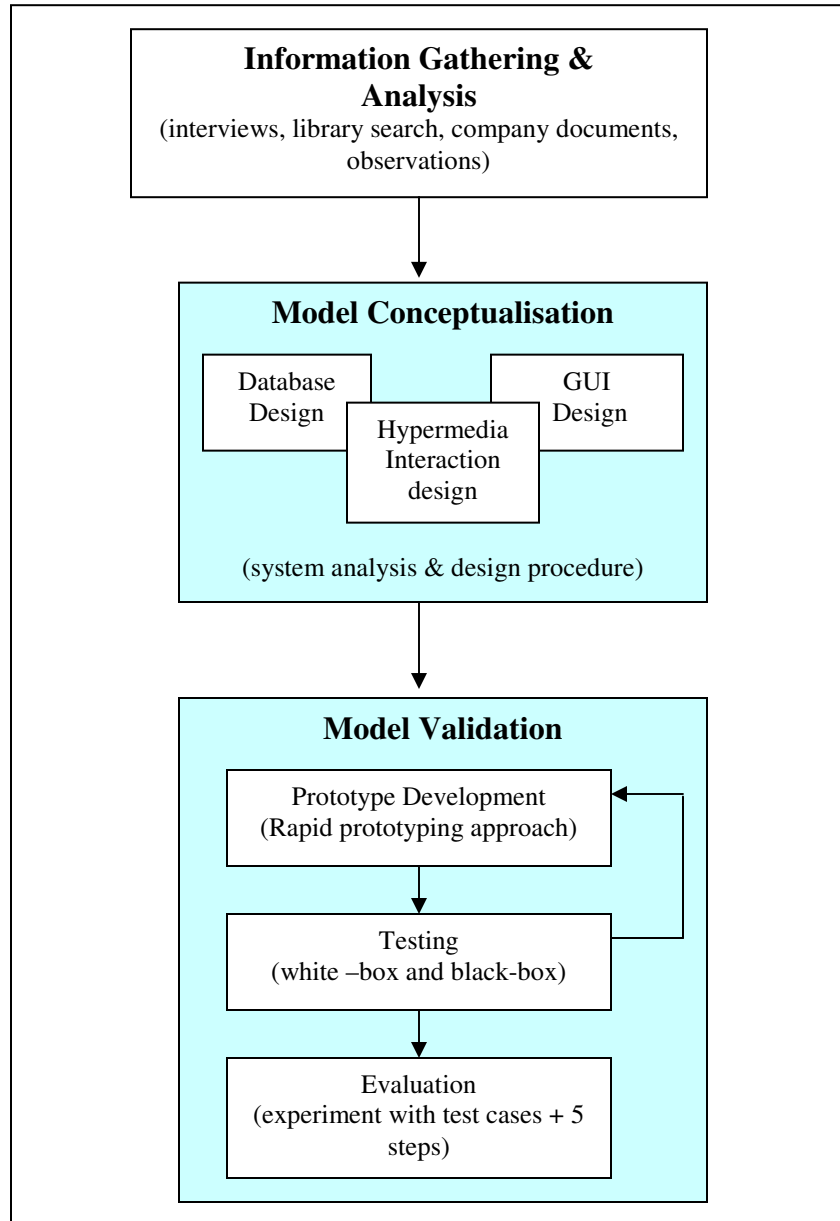 Information Gathering &
Analysis
(interviews, library search, company documents,
observations)
Model Conceptualisation
Database
Design
GUI
Design
Hypermedia
Interaction
design
(system analysis & design procedure)
Model Validation
Prototype Development
(Rapid prototyping approach)
Testing
(white –box and black-box)
Evaluation
(experiment with test cases + 5
steps)